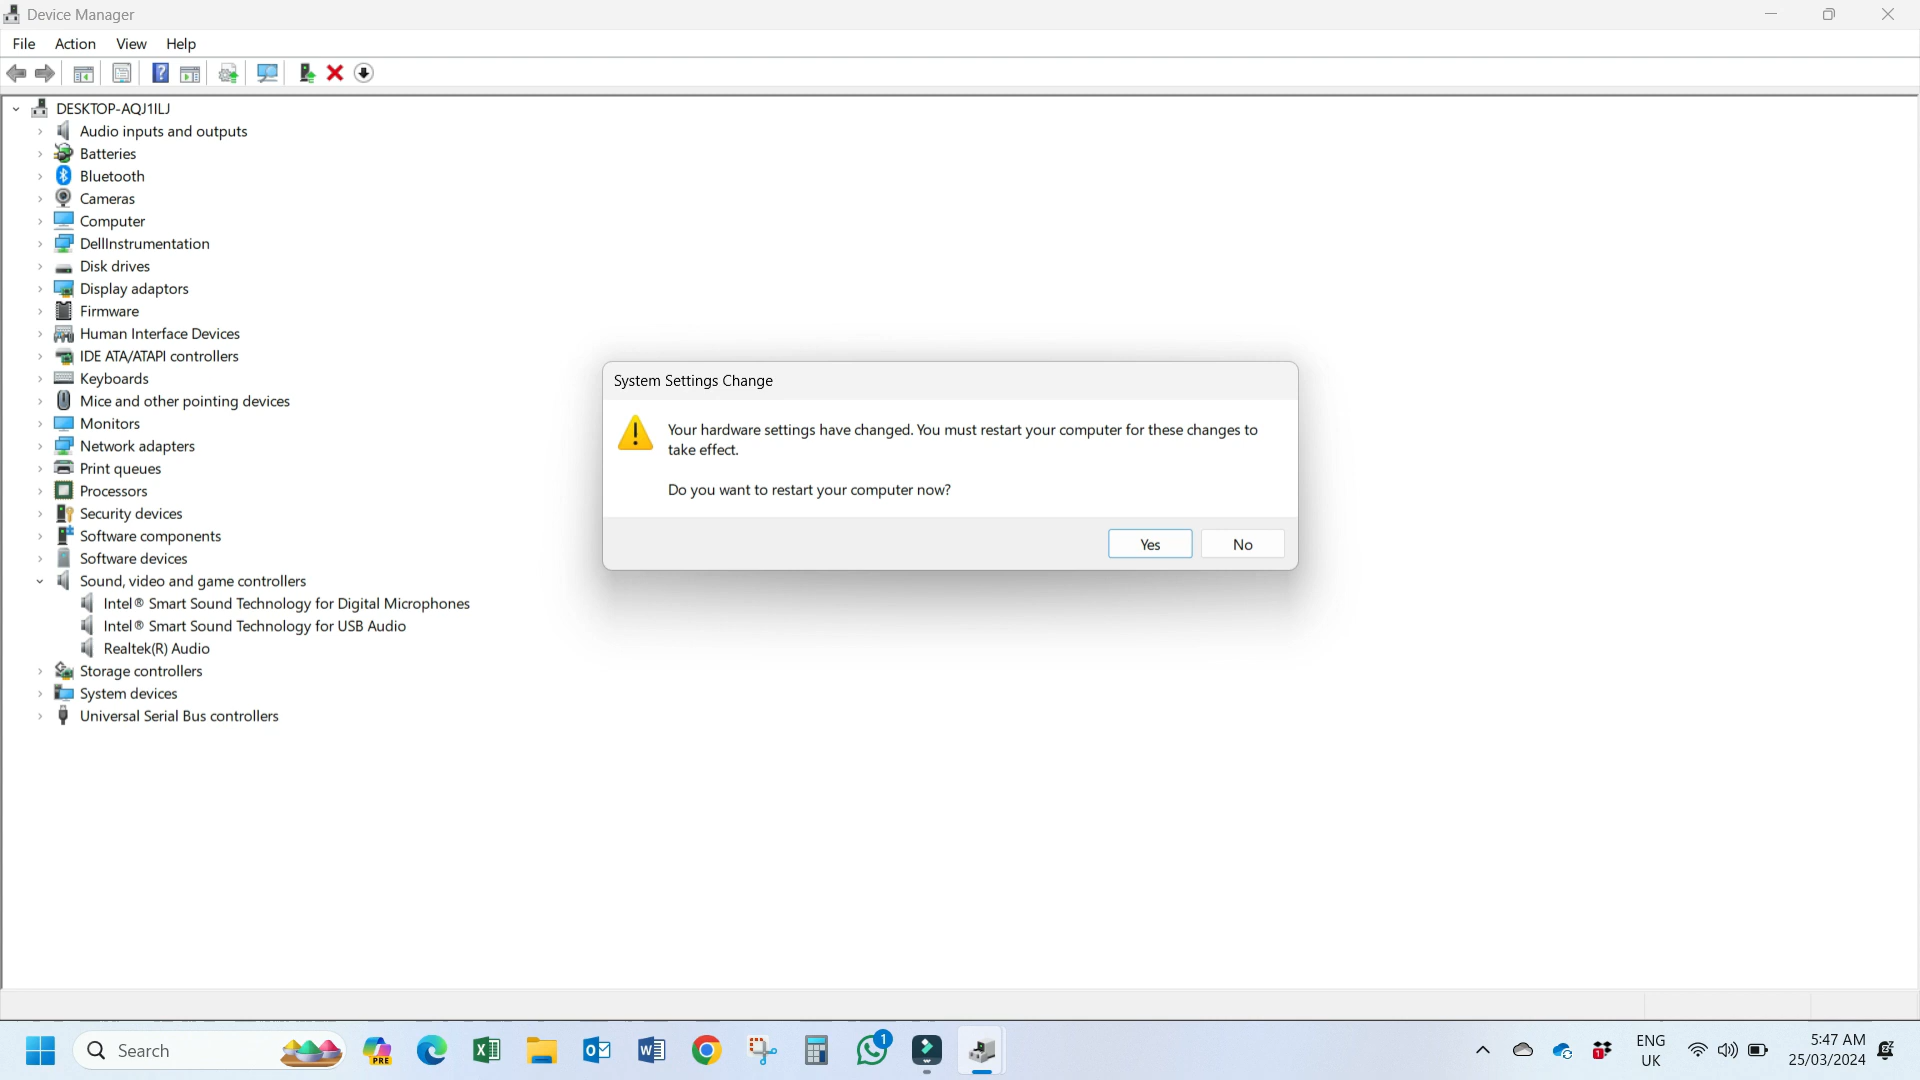 Device Manager
File Action View Help
DESKTOP-AQJ1ILJ
Audio inputs and outputs
Batteries
Bluetooth
Cameras
Computer
DellInstrumentation
Disk drives
Display adaptors
Firmware
Human Interface Devices
IDE ATA/ATAPI controllers
Keyboards
Mice and other pointing devices
Monitors
Network adapters
Print queues
Processors
Security devices
Software components
Software devices
Sound, video and game controllers
Intel® Smart Sound Technology for Digital Microphones
Intel® Smart Sound Technology for USB Audio
Realtek(R) Audio
Storage controllers
System devices
Universal Serial Bus controllers
System Settings Change
Your hardware settings have changed. You must restart your computer for these changes to
take effect.
Do you want to restart your computer now?
Yes No
Search
PRE
1
1
ENG
UK
5:47 AM
25/03/2024